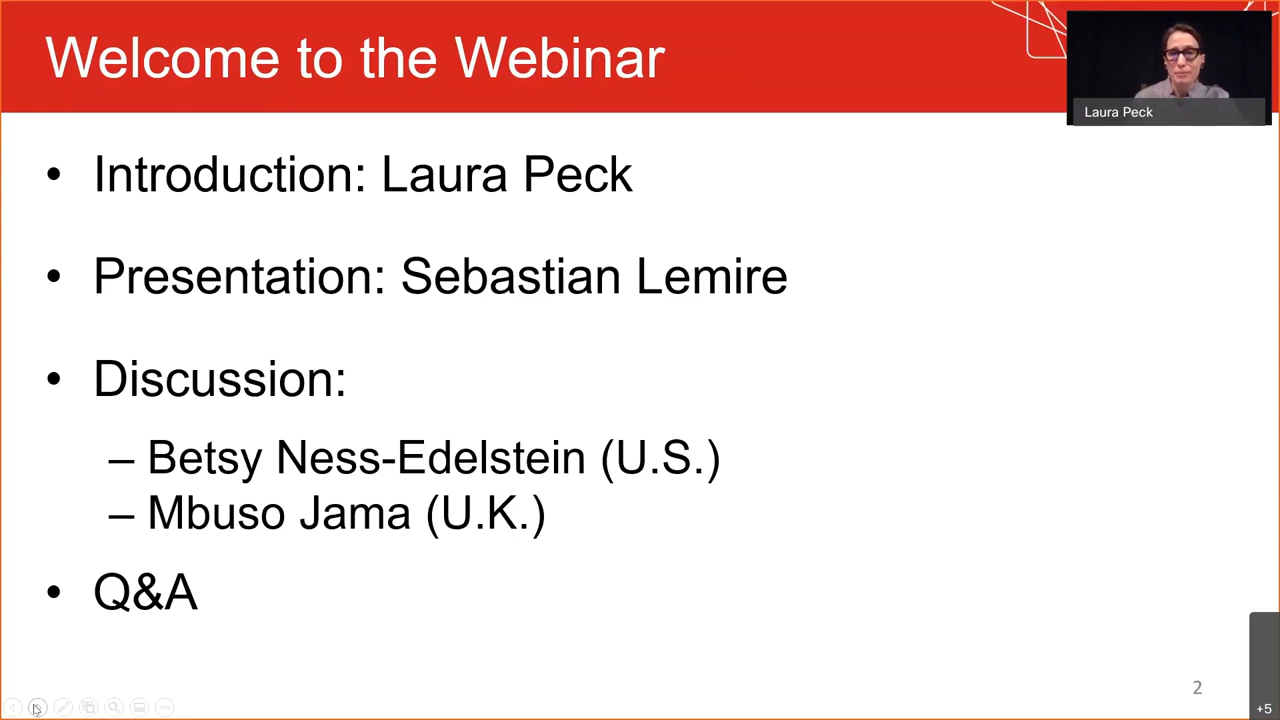 Welcome to the Webinar
Laura Peck
• Introduction: Laura Peck
• Presentation: Sebastian Lemire
• Discussion:
– Betsy Ness-Edelstein (U.S.)
– Mbuso Jama (U.K.)
• Q&A
2
+5